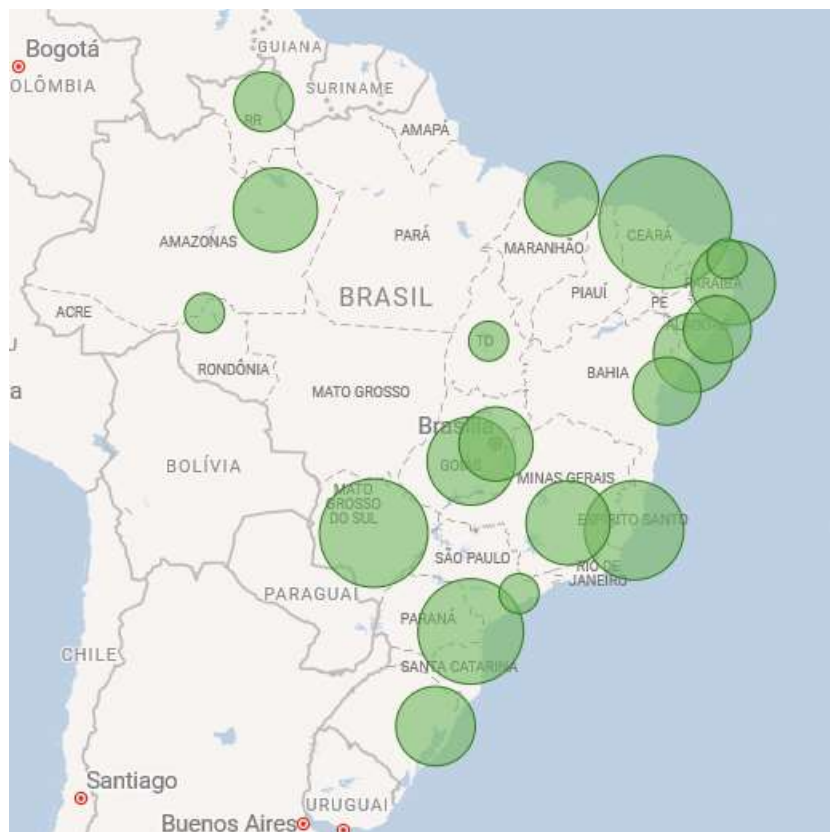 GUIANA
Bogotá
OLÔMBIA
SURINAME
RR
AMAPÁ
AMAZONAS
PARÁ
CEARÁ
MARANHÃO
PARAÍBA
BRASIL
PIAUÍ
PE
ACRE
TO
RONDÔNIA
BAHIA
a
MATO GROSSO
Brasília
BOLÍVIA
GOIÁS
MINAS GERAIS
MATO
GROSSO
DO SUL
ESPÍRITO SANTO
SÃO PAULO
RIO DE
JANEIRO
PARAGUAI
PARANÁ
CHILE
SANTA CATARINA
Santiago
URUGUAI
Buenos Aires